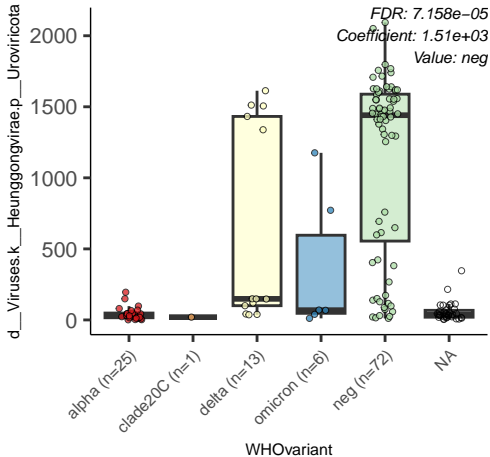 FDR: 7.158e−05
Coefficient: 1.51e+03
Value: neg
d__Viruses.k__Heunggongvirae.p__Uroviricota
2000
1500
1000
500
0
alpha (n=25)
clade20C (n=1)
delta (n=13)
omicron (n=6)
neg (n=72)
NA
WHOvariant